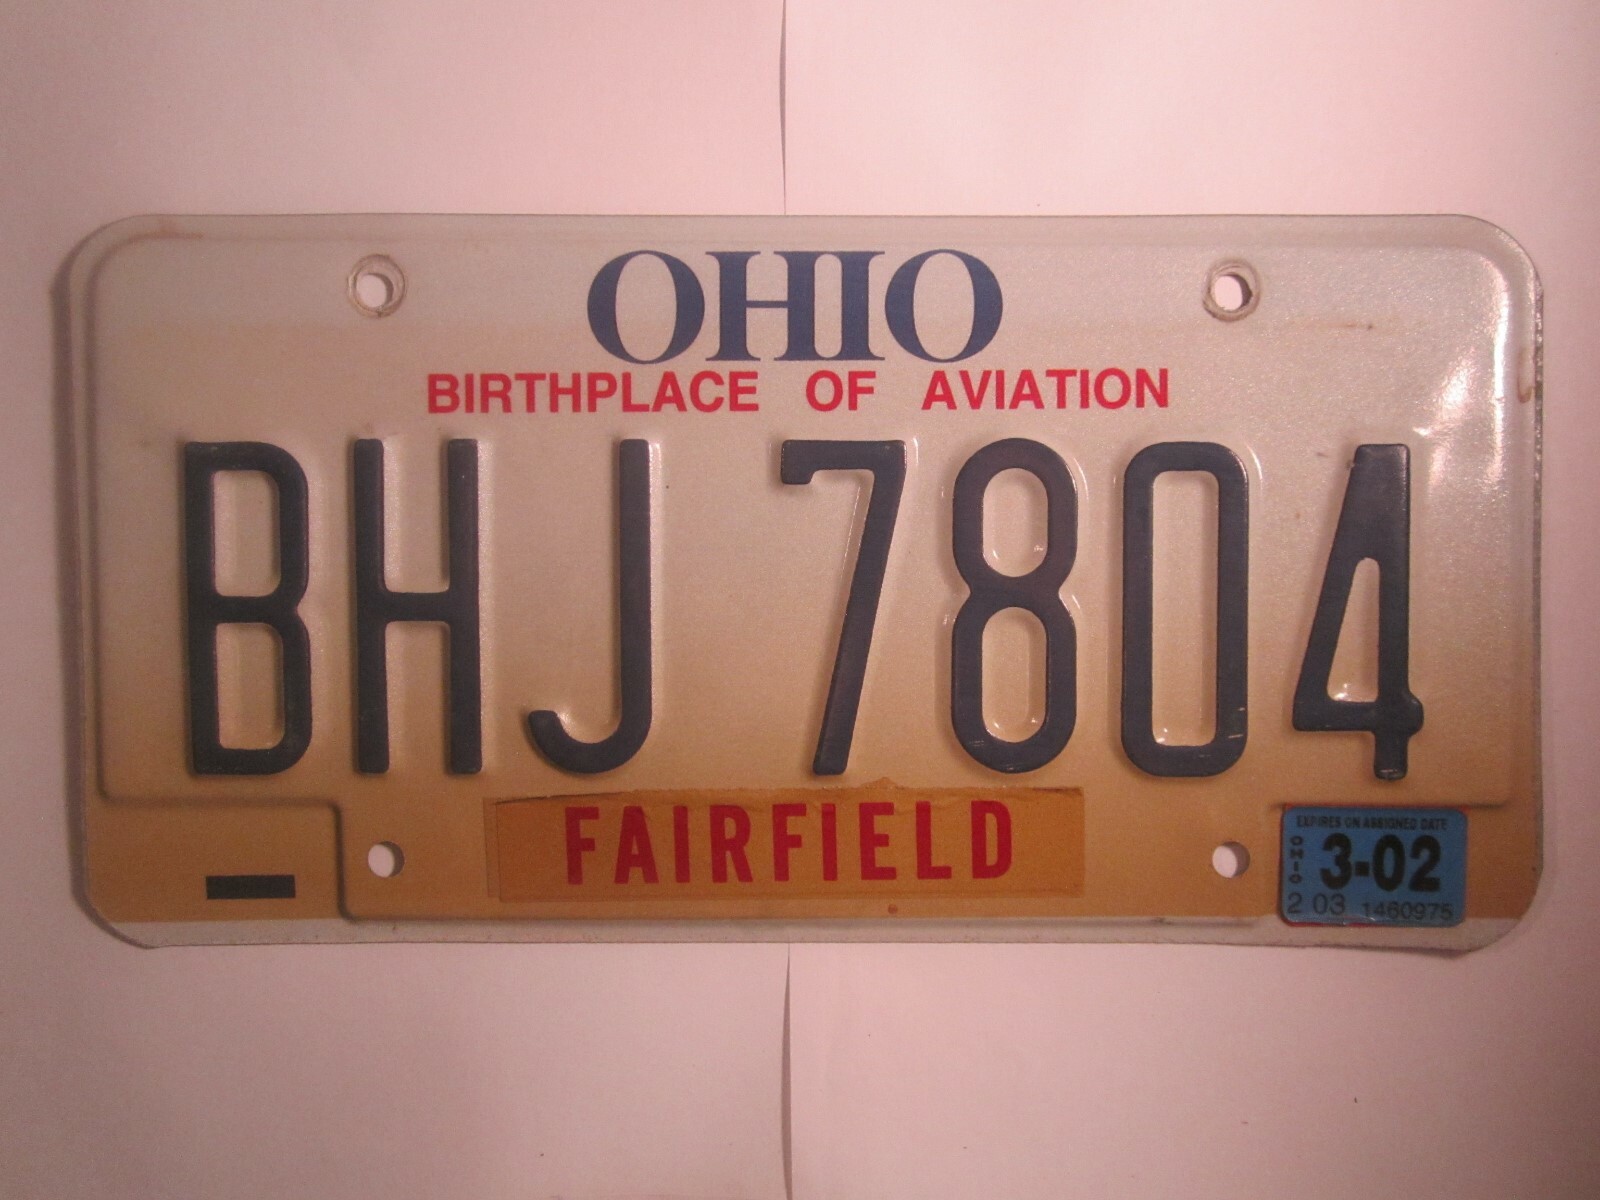 OHIO
BIRTHPLACE OF AVIATION
BHJ 7804
FAIRFIELD
EXPIRES ON ASSIGNED DATE
OHIO
3-02
2 03 1460975